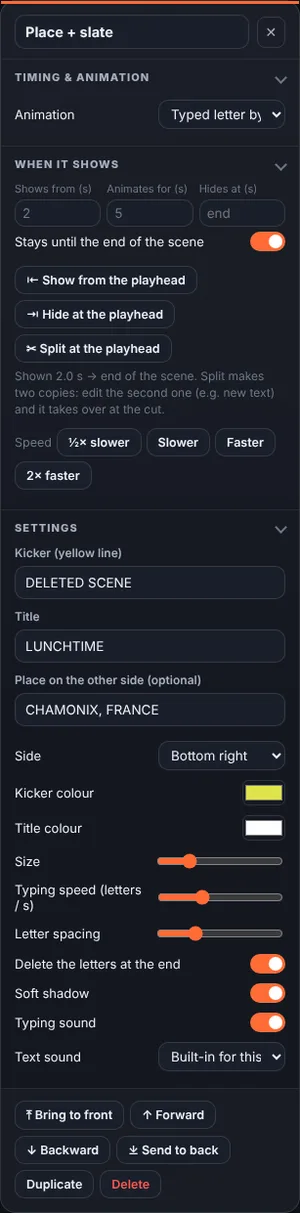 Place + slate ✕
TIMING & ANIMATION
Animation Typed letter by
WHEN IT SHOWS
Shows from (s) Animates for (s) Hides at (s)
2 5 end
Stays until the end of the scene
⇤ Show from the playhead
⇥ Hide at the playhead
✂ Split at the playhead
Shown 2.0 s → end of the scene. Split makes
two copies: edit the second one (e.g. new text)
and it takes over at the cut.
Speed ½× slower Slower Faster
2× faster
SETTINGS
Kicker (yellow line)
DELETED SCENE
Title
LUNCHTIME
Place on the other side (optional)
CHAMONIX, FRANCE
Side Bottom right
Kicker colour
Title colour
Size
Typing speed (letters
/ s)
Letter spacing
Delete the letters at the end
Soft shadow
Typing sound
Text sound Built-in for this
⤒ Bring to front ↑ Forward
↓ Backward ⤓ Send to back
Duplicate Delete